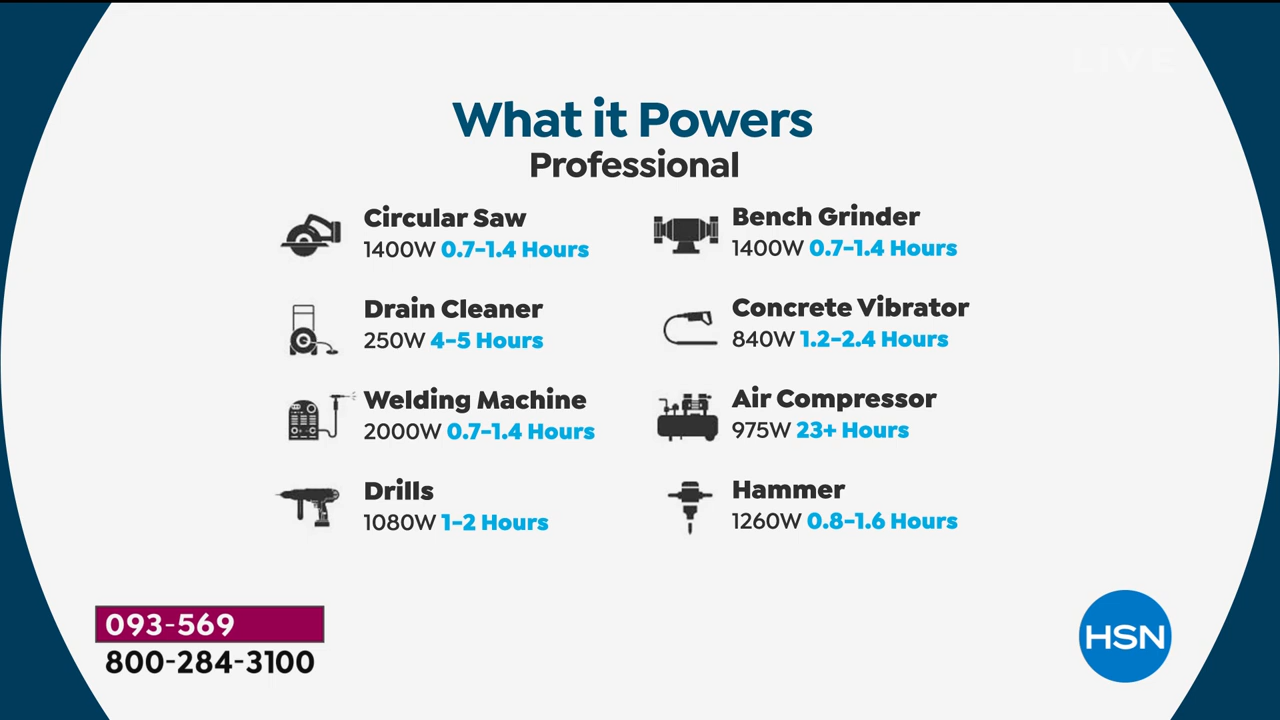 LIVE
What it Powers
Professional
Circular Saw
1400W 0.7-1.4 Hours
Bench Grinder
1400W 0.7-1.4 Hours
Drain Cleaner
250W 4-5 Hours
Concrete Vibrator
840W 1.2-2.4 Hours
Welding Machine
2000W 0.7-1.4 Hours
Air Compressor
975W 23+ Hours
Drills
1080W 1-2 Hours
Hammer
1260W 0.8-1.6 Hours
093-569
800-284-3100
HSN